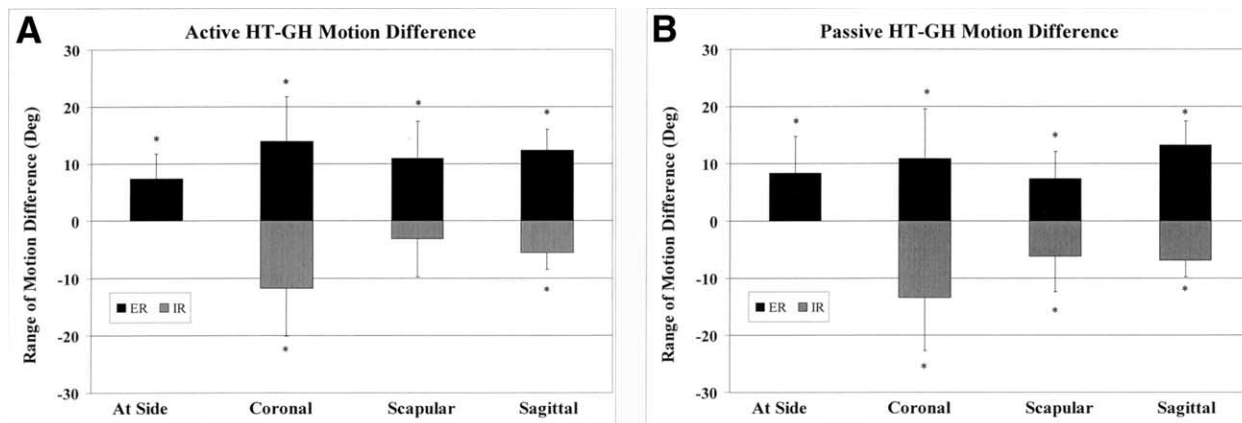 A
Active HT-GH Motion Difference
Range of Motion Difference (Deg)
30
*
*
*
*
20
10
0
-10
*
ER IR
-20
*
-30
At Side Coronal Scapular Sagittal
B
Passive HT-GH Motion Difference
Range of Motion Difference (Deg)
30
*
*
*
*
20
10
0
-10
*
*
ER IR
-20
*
-30
At Side Coronal Scapular Sagittal